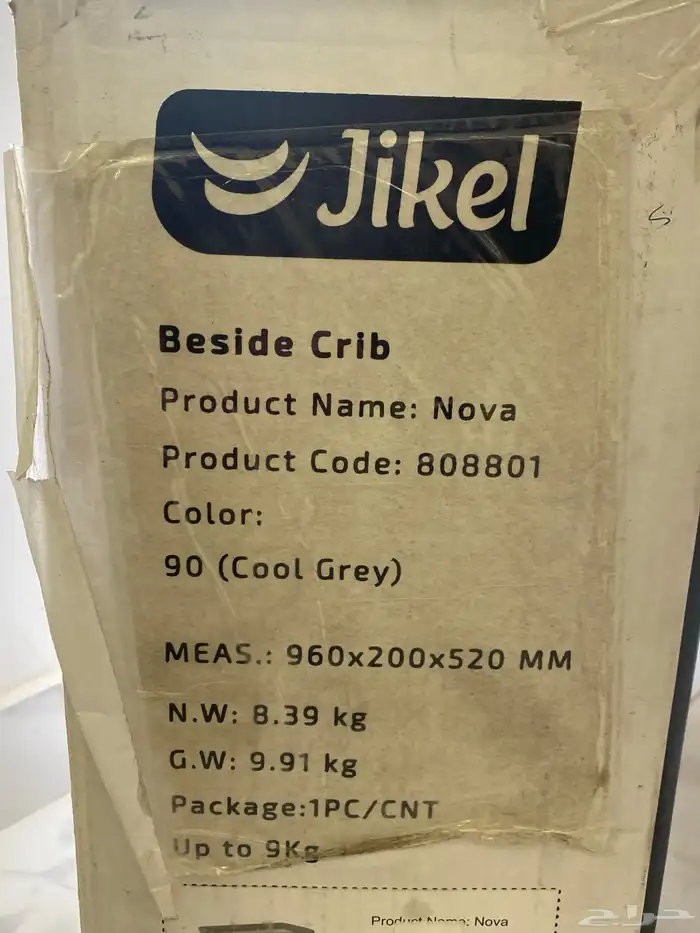 Jikel
Beside Crib
Product Name: Nova
Product Code: 808801
Color:
90 (Cool Grey)
MEAS.: 960x200x520 MM
N.W: 8.39 kg
G.W: 9.91 kg
Package:1PC/CNT
Up to 9Kg
Product Name: Nova
حراج